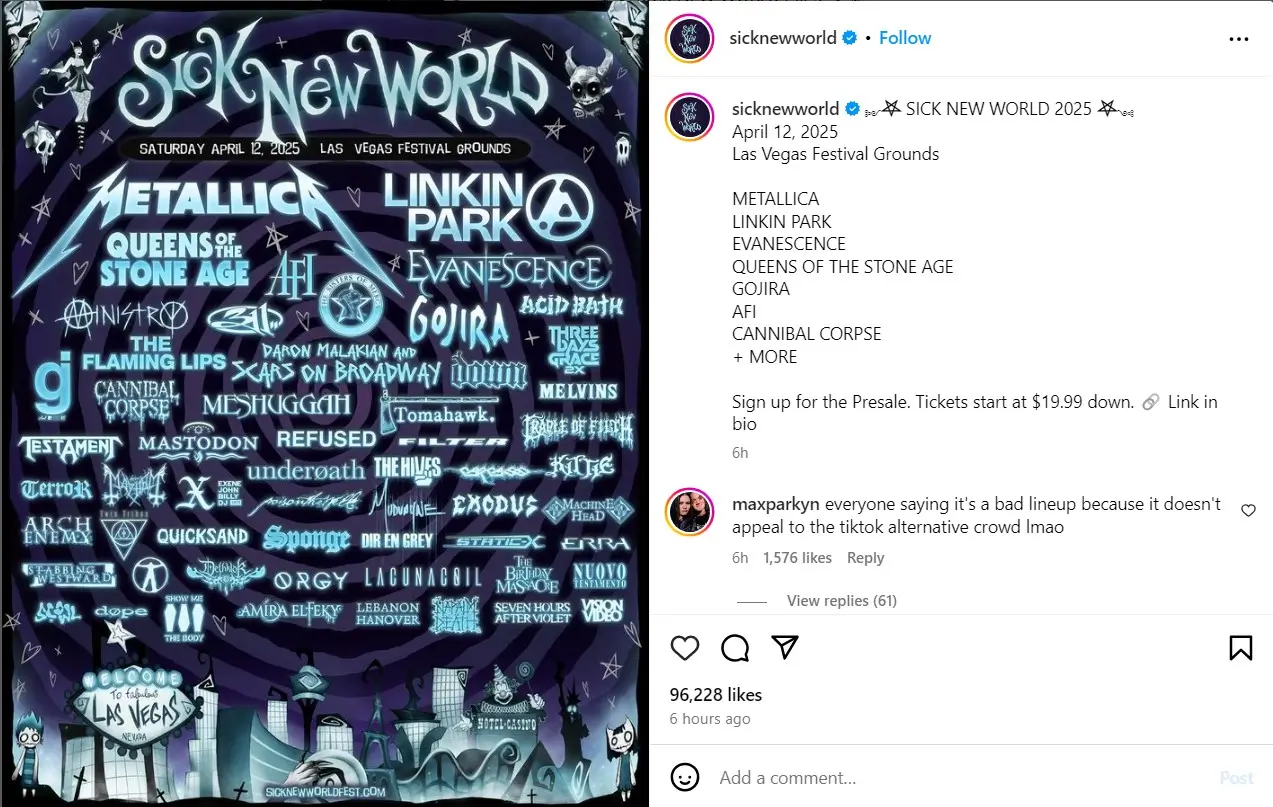 SICK NEW WORLD
SATURDAY APRIL 12, 2025 LAS VEGAS FESTIVAL GROUNDS
METALLICA
LINKIN PARK
QUEENS OF THE STONE AGE
AFI
THE SISTERS OF MERCY
EVANESCENCE
MINISTRY
311
GOJIRA
ACID BATH
THE FLAMING LIPS
DARON MALAKIAN AND SCARS ON BROADWAY
DOWN
THREE DAYS GRACE 2X
gj
CANNIBAL CORPSE
MESHUGGAH
Tomahawk.
MELVINS
TESTAMENT
MASTODON
REFUSED
FILTER
CRADLE OF FILTH
underøath
THE HIVES
CARCASS
KITTIE
TERROR
MAYHEM
X EXENE JOHN BILLY DJ
POISON THE WELL
MUDVAYNE
EXODUS
MACHINE HEAD
ARCH ENEMY
Twin Tribes
QUICKSAND
Sponge
DIR EN GREY
STATIC-X
ERRA
STABBING WESTWARD
DETHKLOK
ORGY
LACUNA COIL
THE BIRTHDAY MASSACRE
NUOVO TESTAMENTO
dope
SHOW ME THE BODY
AMIRA ELFEKY
LEBANON HANOVER
NAPALM DEATH
SEVEN HOURS AFTER VIOLET
VISION VIDEO
WELCOME
To fabulous
LAS VEGAS
NEVADA
HOTEL-CASINO
SICKNEWWORLDFEST.COM
sicknewworld • Follow
sicknewworld SICK NEW WORLD 2025
April 12, 2025
Las Vegas Festival Grounds
METALLICA
LINKIN PARK
EVANESCENCE
QUEENS OF THE STONE AGE
GOJIRA
AFI
CANNIBAL CORPSE
+ MORE
Sign up for the Presale. Tickets start at $19.99 down. 🔗 Link in
bio
6h
maxparkyn everyone saying it's a bad lineup because it doesn't
appeal to the tiktok alternative crowd lmao
6h 1,576 likes Reply
View replies (61)
96,228 likes
6 hours ago
Add a comment...
Post